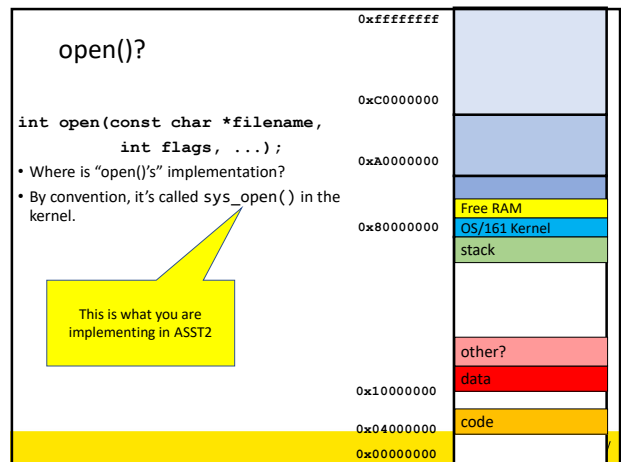 open()?
int open(const char *filename,
int flags, ...);
• Where is “open()’s” implementation?
• By convention, it’s called sys_open() in the
kernel.
This is what you are
implementing in ASST2
0xffffffff
0xC0000000
0xA0000000
Free RAM
0x80000000
OS/161 Kernel
stack
other?
data
0x10000000
0x04000000
code
0x00000000
/